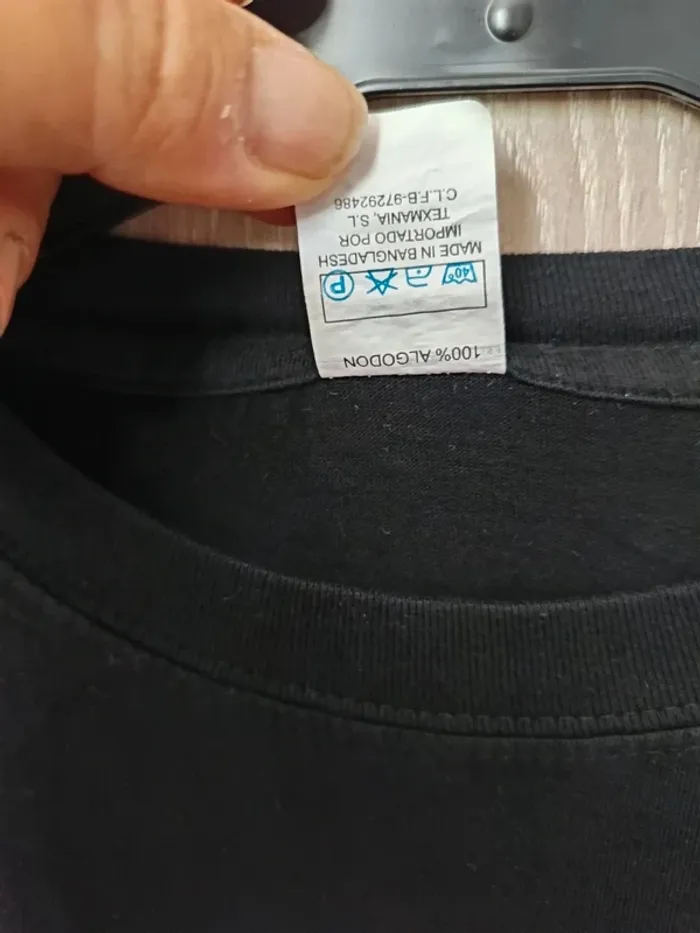 100% ALGODON
40° P
MADE IN BANGLADESH
IMPORTADO POR
TEXMANIA, S.L
C.I.F.B-97292486